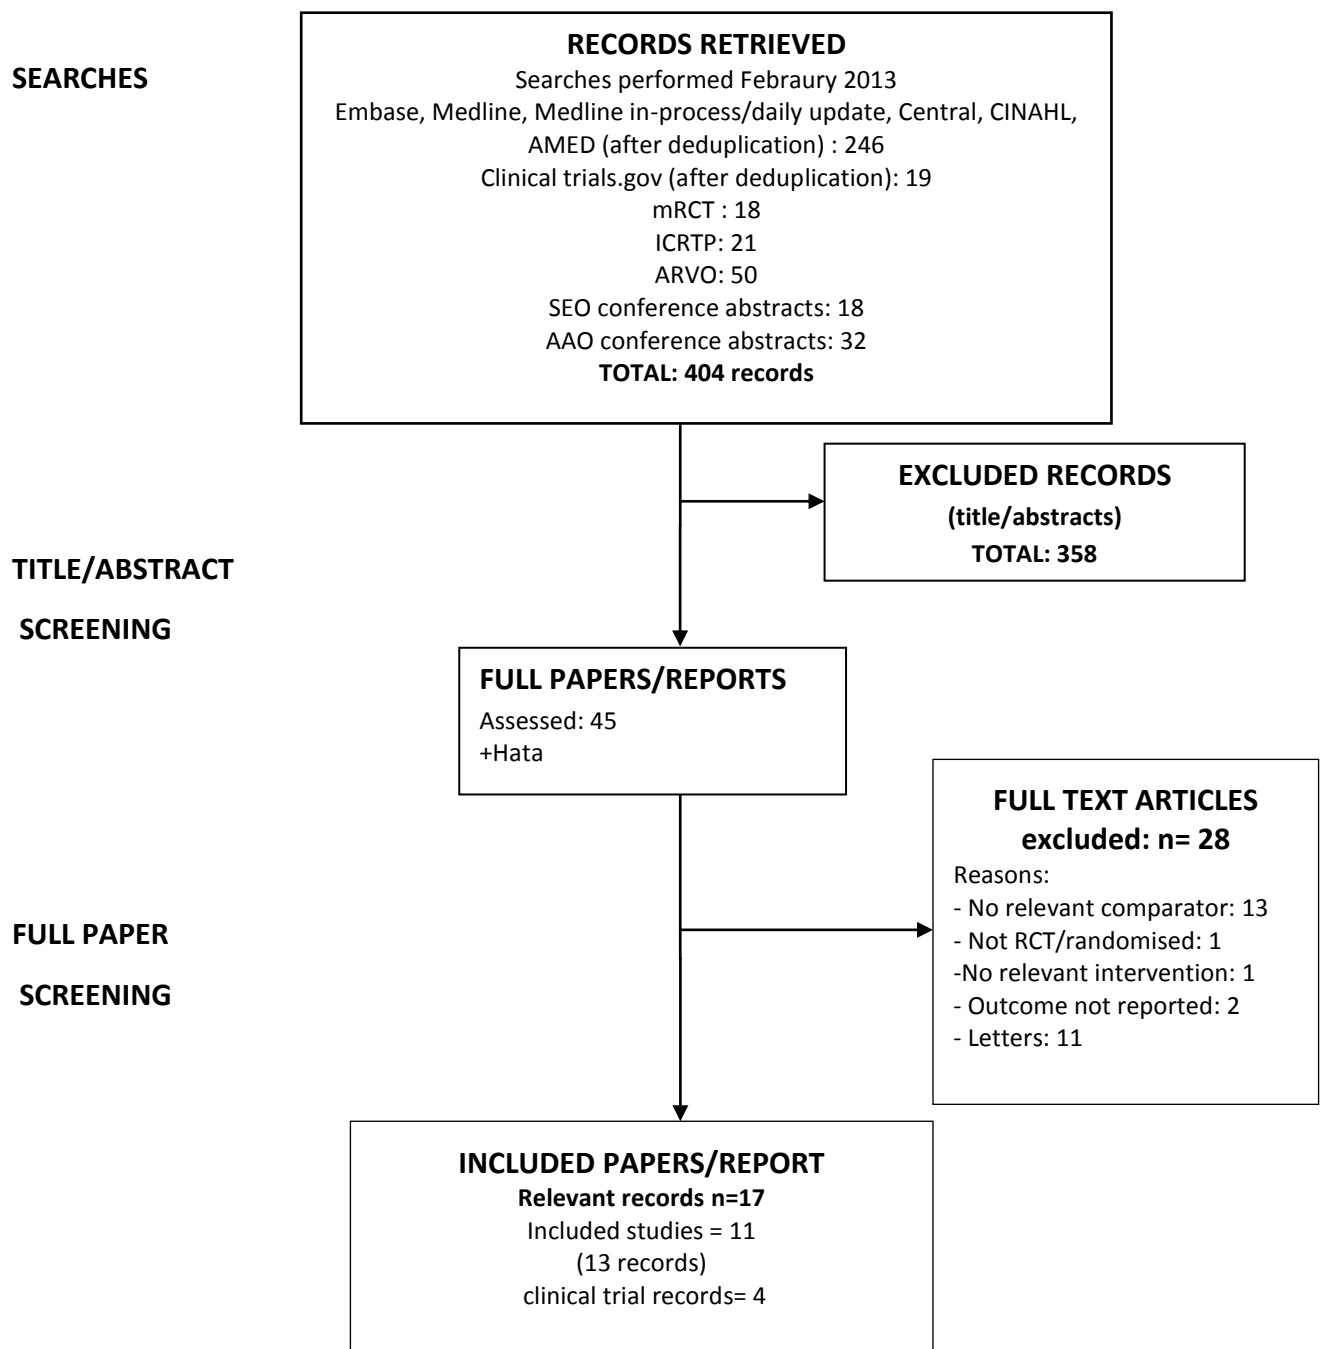 SEARCHES
RECORDS RETRIEVED
Searches performed Febraury 2013
Embase, Medline, Medline in-process/daily update, Central, CINAHL,
AMED (after deduplication) : 246
Clinical trials.gov (after deduplication): 19
mRCT : 18
ICRTP: 21
ARVO: 50
SEO conference abstracts: 18
AAO conference abstracts: 32
TOTAL: 404 records
EXCLUDED RECORDS
(title/abstracts)
TOTAL: 358
TITLE/ABSTRACT
SCREENING
FULL PAPERS/REPORTS
Assessed: 45
+Hata
FULL TEXT ARTICLES
excluded: n= 28
Reasons:
- No relevant comparator: 13
- Not RCT/randomised: 1
-No relevant intervention: 1
- Outcome not reported: 2
- Letters: 11
FULL PAPER
SCREENING
INCLUDED PAPERS/REPORT
Relevant records n=17
Included studies = 11
(13 records)
clinical trial records= 4